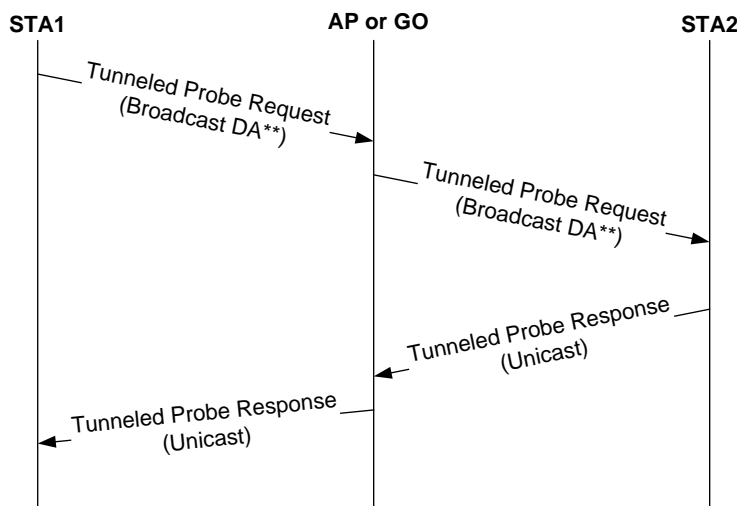 STA1
AP or GO
STA2
Tunneled Probe Request
(Broadcast DA**)
Tunneled Probe Request
(Broadcast DA**)
Tunneled Probe Response
(Unicast)
Tunneled Probe Response
(Unicast)